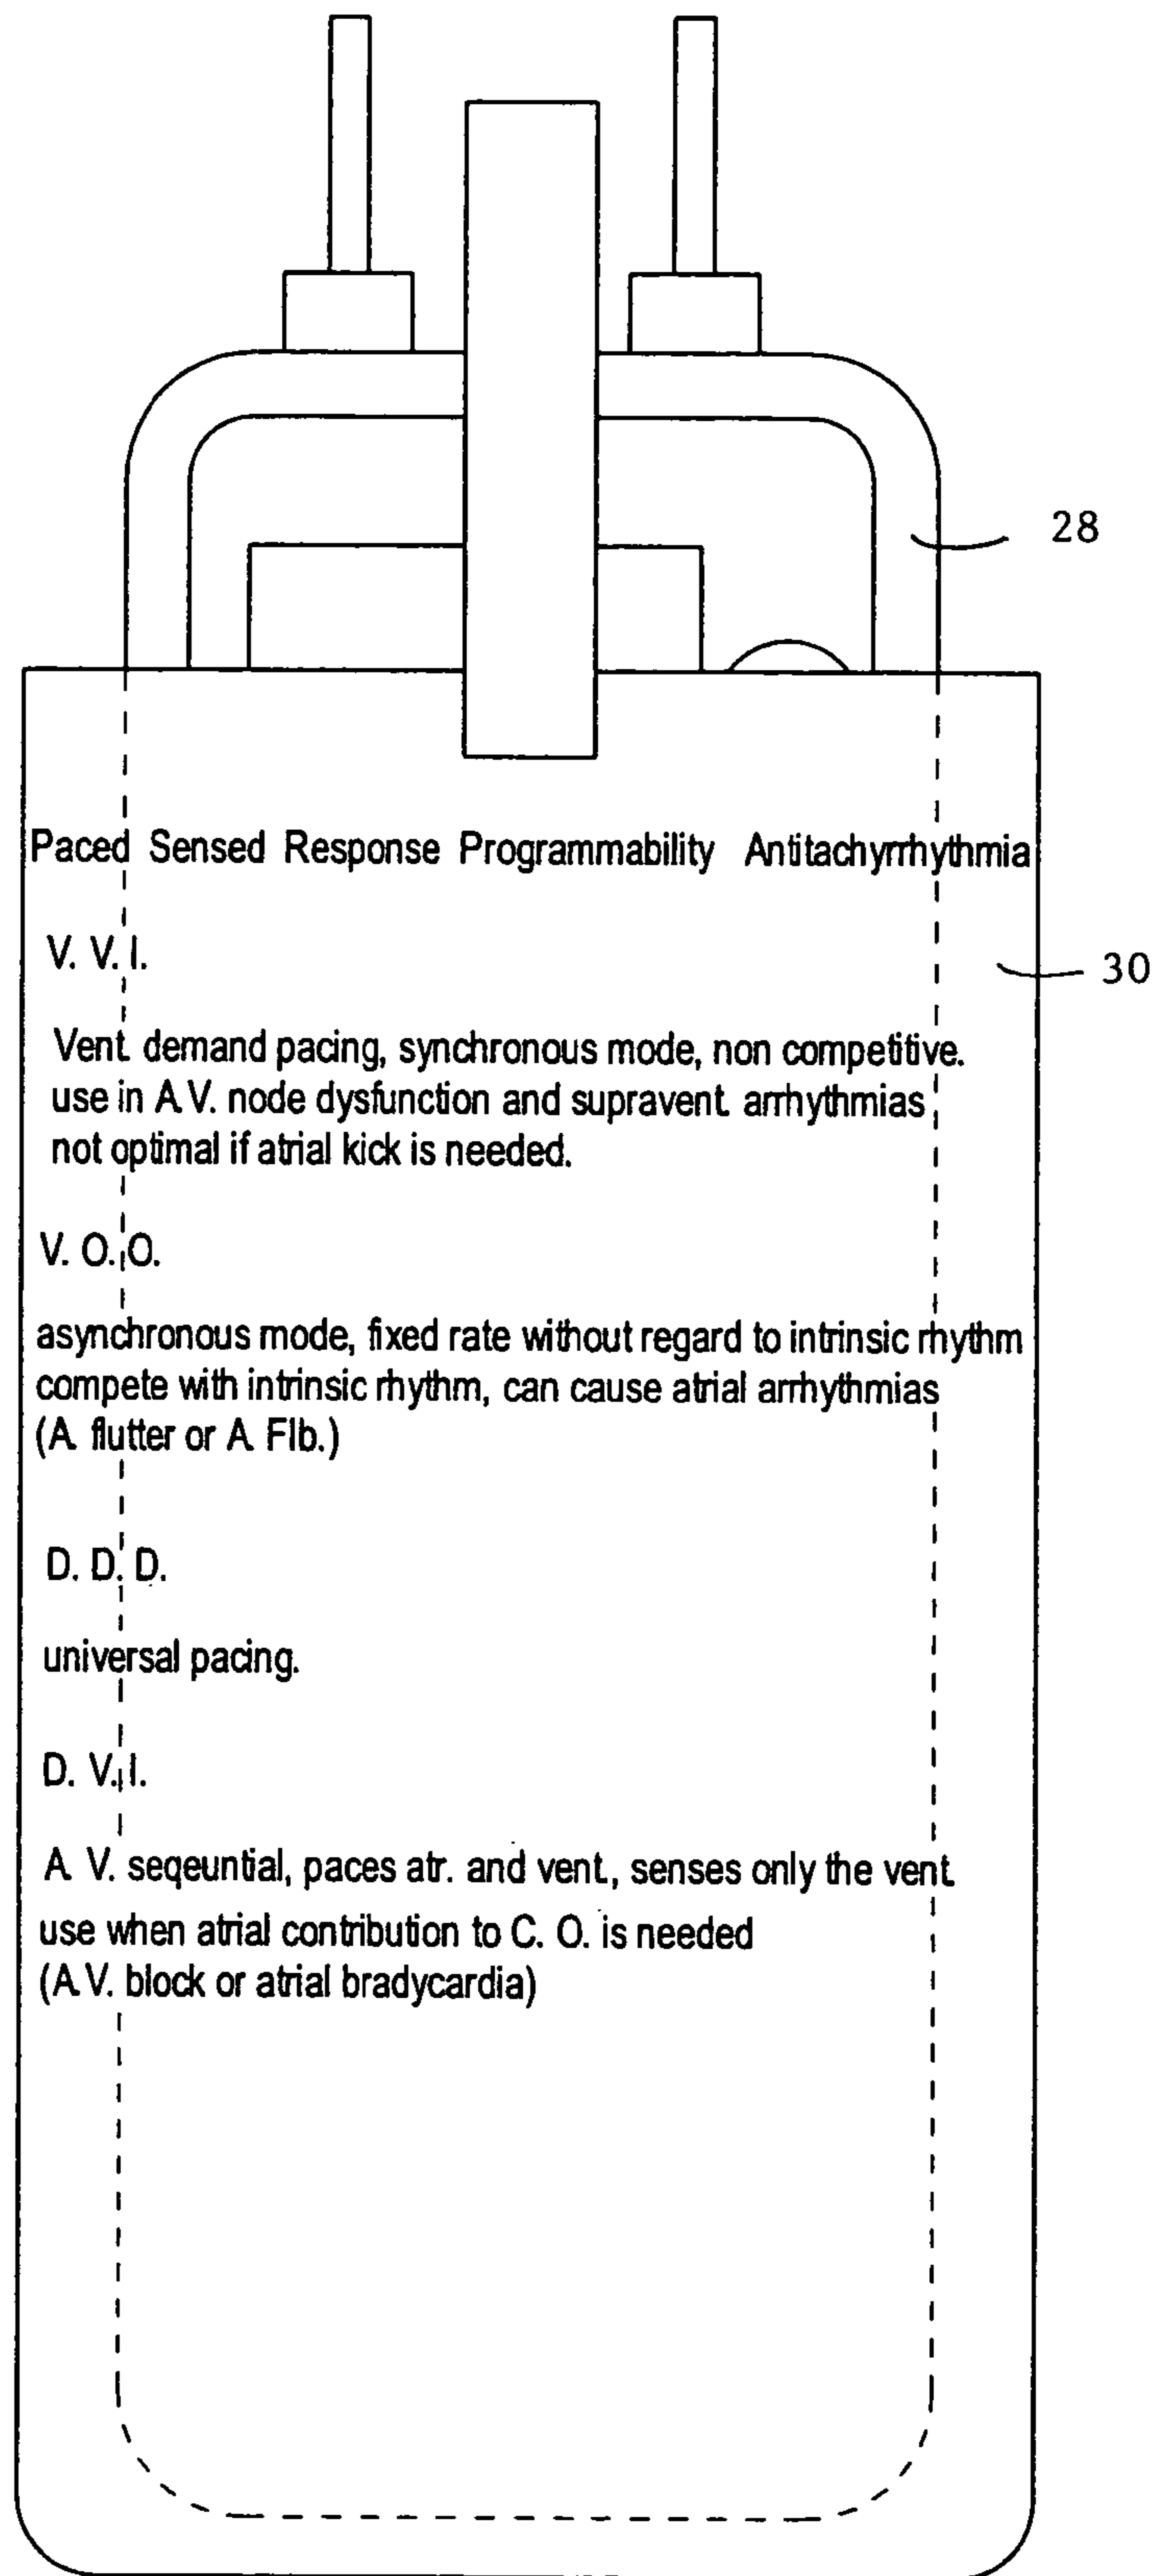 28
Paced Sensed Response Programmability Antitachyrrhythmia
V. V. I.
30
Vent. demand pacing, synchronous mode, non competitive.
use in A.V. node dysfunction and supravent. arrhythmias
not optimal if atrial kick is needed.
V. O. O.
asynchronous mode, fixed rate without regard to intrinsic rhythm
compete with intrinsic rhythm, can cause atrial arrhythmias
(A. flutter or A. Flb.)
D. D. D.
universal pacing.
D. V. I.
A. V. seqeuntial, paces atr. and vent., senses only the vent.
use when atrial contribution to C. O. is needed
(A.V. block or atrial bradycardia)